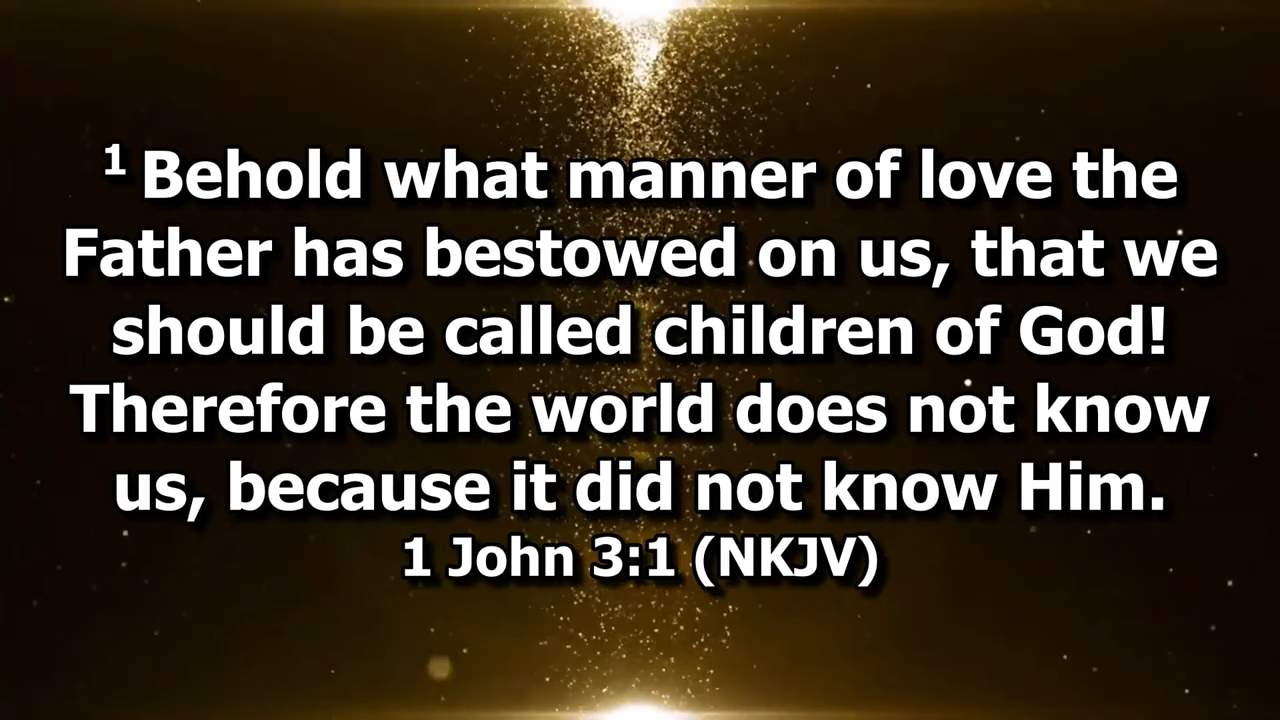 1 Behold what manner of love the
Father has bestowed on us, that we
should be called children of God!
Therefore the world does not know
us, because it did not know Him.
1 John 3:1 (NKJV)